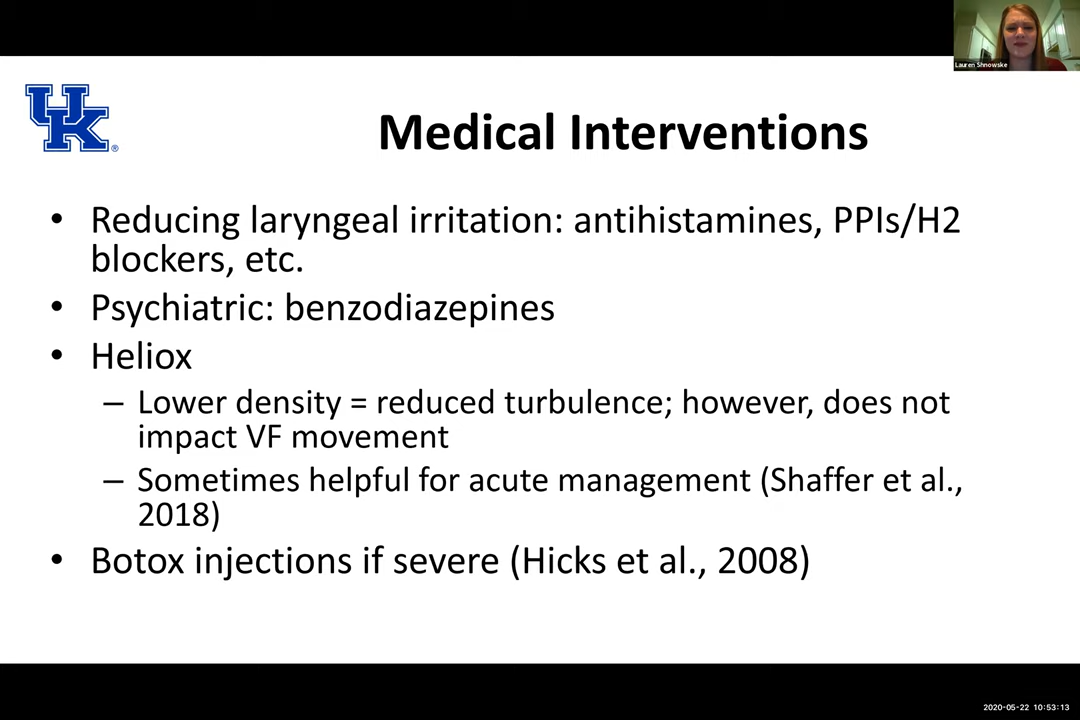 Lauren Shnowske
UK
®
Medical Interventions
• Reducing laryngeal irritation: antihistamines, PPIs/H2
blockers, etc.
• Psychiatric: benzodiazepines
• Heliox
– Lower density = reduced turbulence; however, does not
impact VF movement
– Sometimes helpful for acute management (Shaffer et al.,
2018)
• Botox injections if severe (Hicks et al., 2008)
2020-05-22 10:53:13